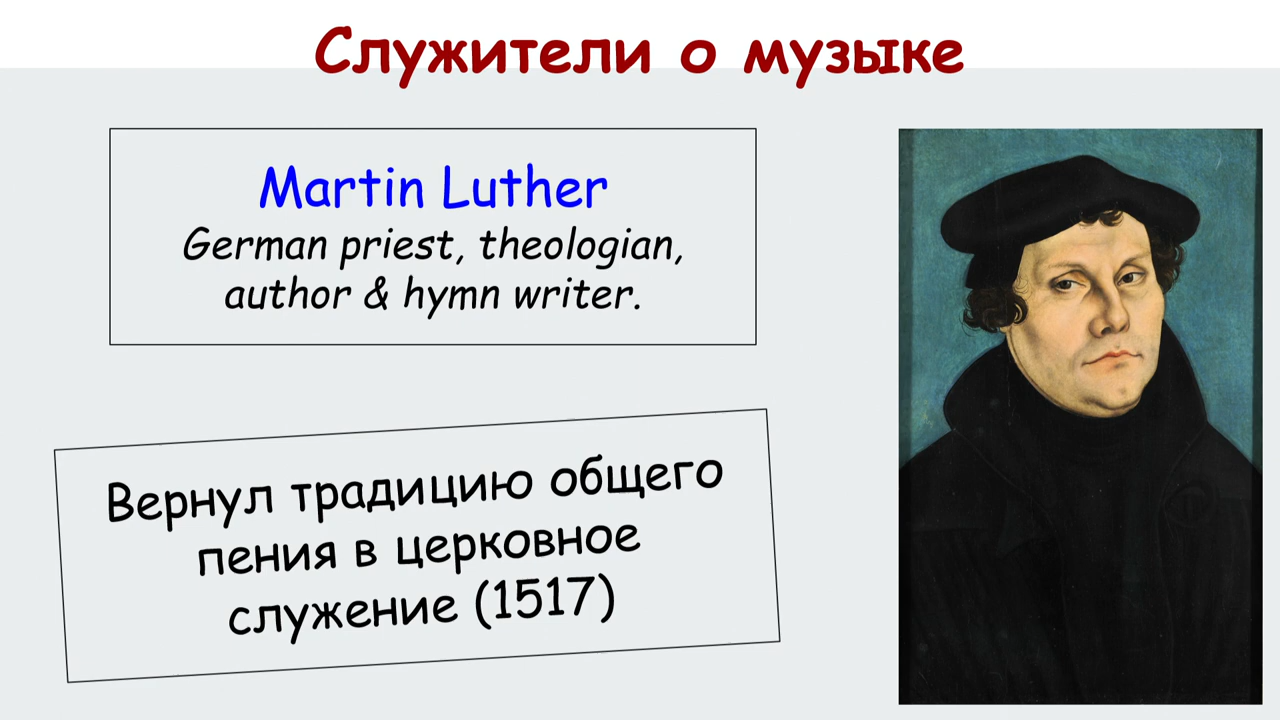 Служители о музыке
Martin Luther
German priest, theologian,
author & hymn writer.
Вернул традицию общего
пения в церковное
служение (1517)